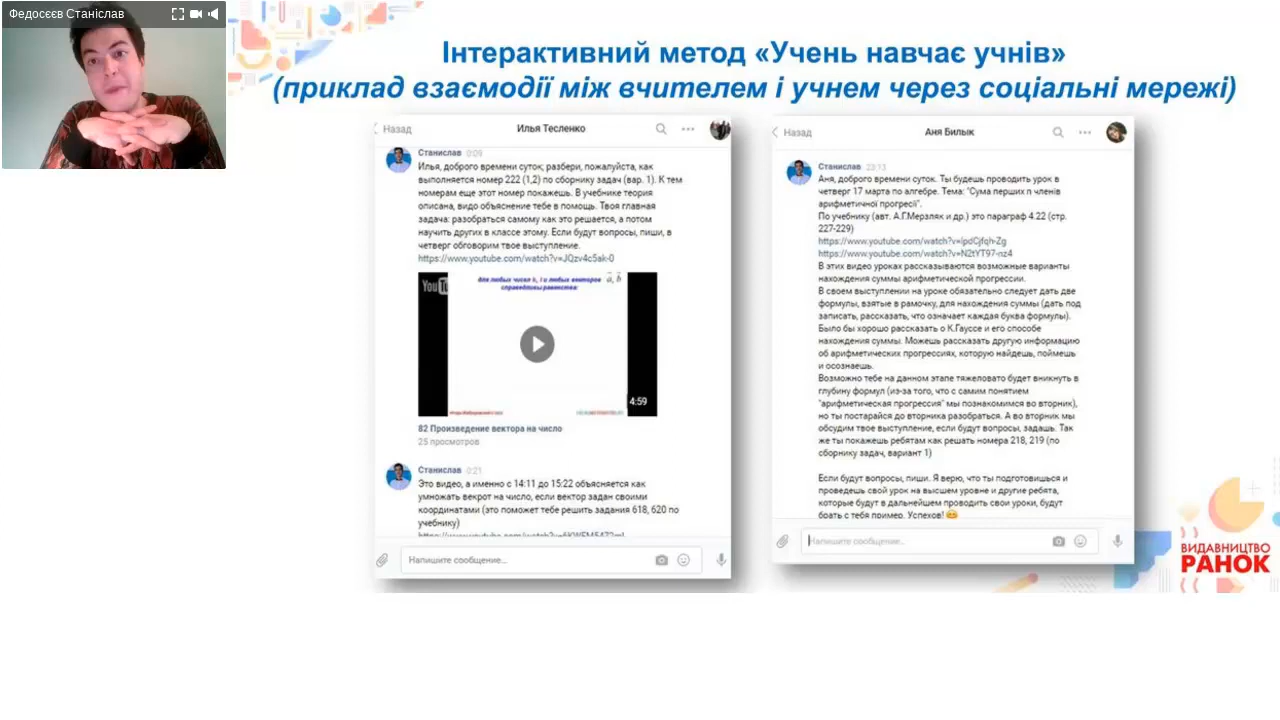 Федосєєв Станіслав
Інтерактивний метод «Учень навчає учнів»
(приклад взаємодії між вчителем і учнем через соціальні мережі)
Назад
Илья Тесленко
Станислав 0:09
Илья, доброго времени суток; разбери, пожалуйста, как
выполняется номер 222 (1,2) по сборнику задач (вар. 1). К тем
номерам еще этот номер покажешь. В учебнике теория
описана, видо объяснение тебе в помощь. Твоя главная
задача: разобраться самому как это решается, а потом
научить других в классе этому. Если будут вопросы, пиши, в
четверг обговорим твое выступление.
https://www.youtube.com/watch?v=JQzv4c5ak-0
You
для любых чисел k, l и любых векторов a, b
справедливы равенства:
4:59
82 Произведение вектора на число
25 просмотров
Станислав 0:21
Это видео, а именно с 14:11 до 15:22 объясняется как
умножать векрот на число, если вектор задан своими
координатами (это поможет тебе решить задания 618, 620 по
учебнику)
Напишите сообщение...
Назад
Аня Билык
Станислав 23:13
Аня, доброго времени суток. Ты будешь проводить урок в
четверг 17 марта по алгебре. Тема: "Сума перших n членів
арифметичної прогресії".
По учебнику (авт. А.Г.Мерзляк и др.) это параграф 4.22 (стр.
227-229)
https://www.youtube.com/watch?v=ipdCjfqh-Zg
https://www.youtube.com/watch?v=N2tYT97-nz4
В этих видео уроках рассказываются возможные варианты
нахождения суммы арифметической прогрессии.
В своем выступлении на уроке обязательно следует дать две
формулы, взятые в рамочку, для нахождения суммы (дать под
записать, рассказать, что означает каждая буква формулы).
Было бы хорошо рассказать о К.Гауссе и его способе
нахождения суммы. Можешь рассказать другую информацию
об арифметических прогрессиях, которую найдешь, поймешь
и осознаешь.
Возможно тебе на данном этапе тяжеловато будет вникнуть в
глубину формул (из-за того, что с самим понятием
"арифметическая прогрессия" мы познакомимся во вторник),
но ты постарайся до вторника разобраться. А во вторник мы
обсудим твое выступление, если будут вопросы, задашь. Так
же ты покажешь ребятам как решать номера 218, 219 (по
сборнику задач, вариант 1)
Если будут вопросы, пиши. Я верю, что ты подготовишься и
проведешь свой урок на высшем уровне и другие ребята,
которые будут в дальнейшем проводить свои уроки, будут
брать с тебя пример. Успехов!
Напишите сообщение...
ВИДАВНИЦТВО
РАНОК